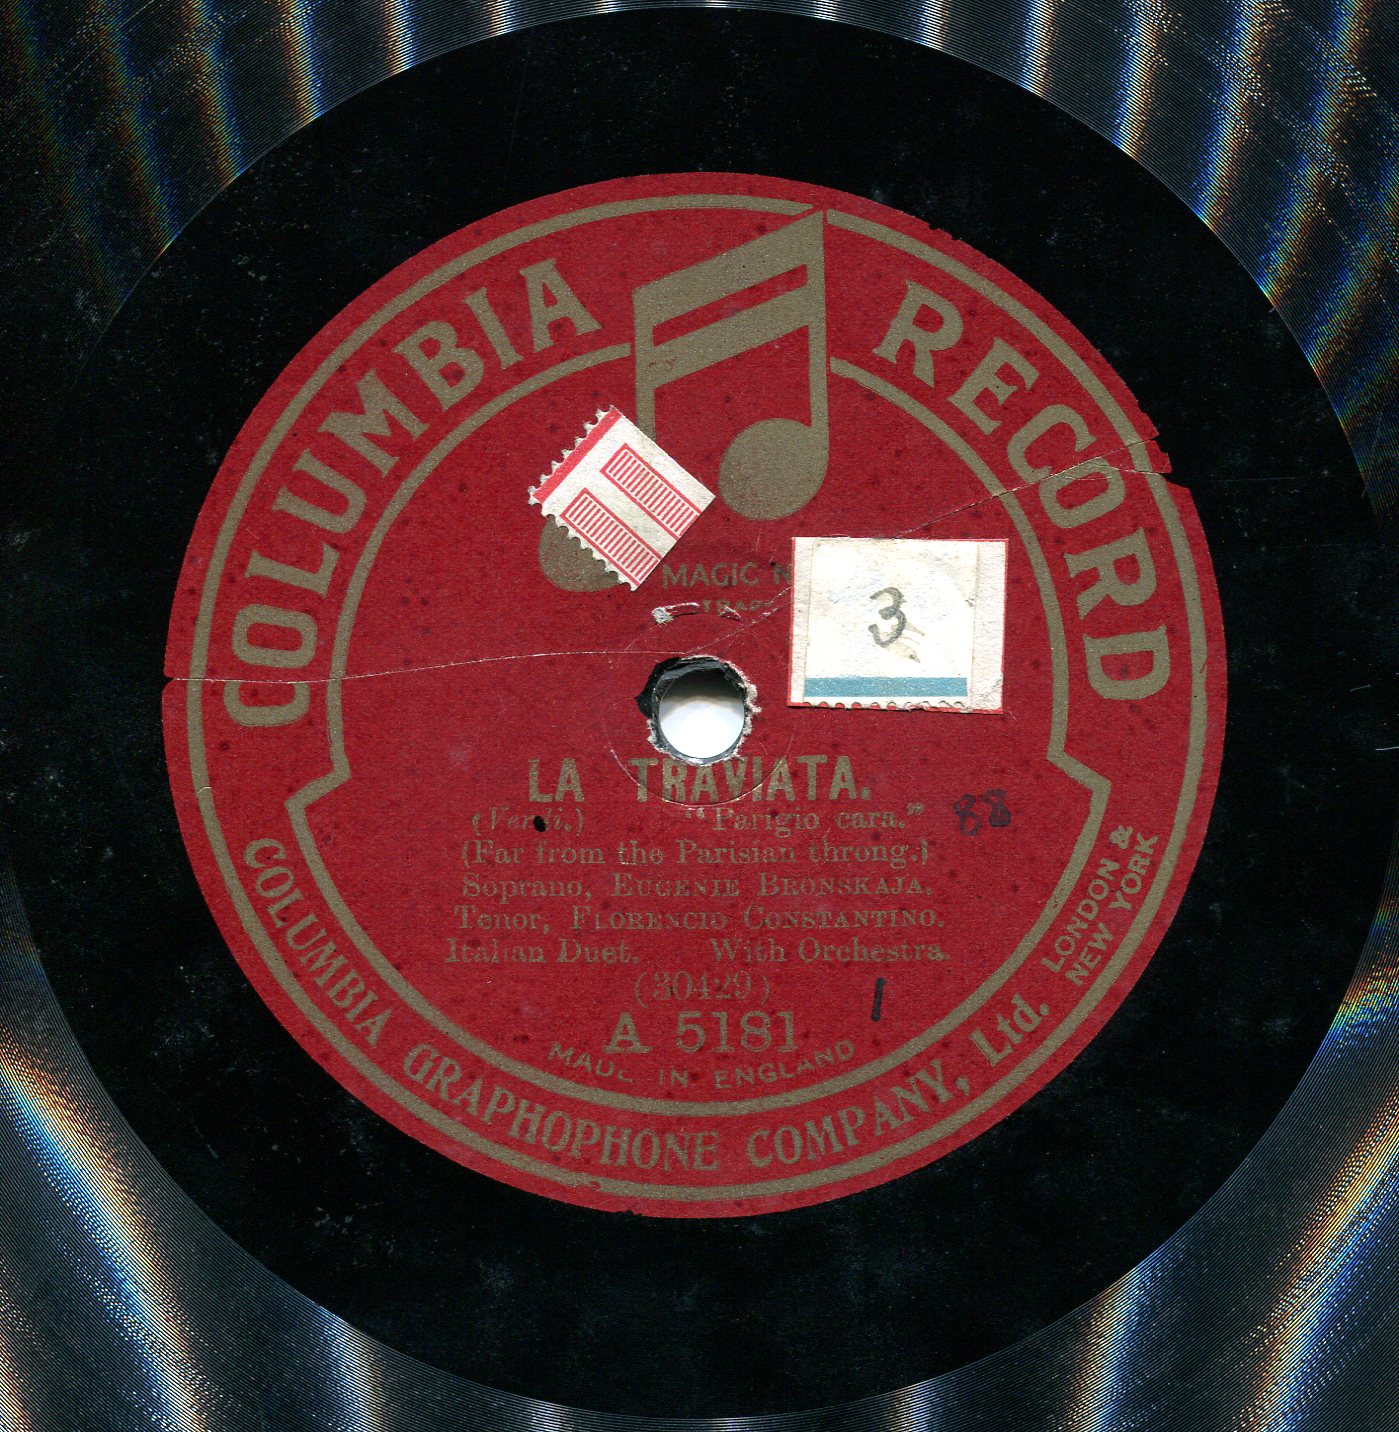 COLUMBIA RECORD
MAGIC
3
LA TRAVIATA.
(Verdi.) "Parigio cara."
88
(Far from the Parisian throng.)
Soprano, EUGENIE BRONSKAJA.
Tenor, FLORENCIO CONSTANTINO.
Italian Duet. With Orchestra.
(30429)
1
A 5181
MADE IN ENGLAND
COLUMBIA GRAPHOPHONE COMPANY, Ltd.
LONDON &
NEW YORK